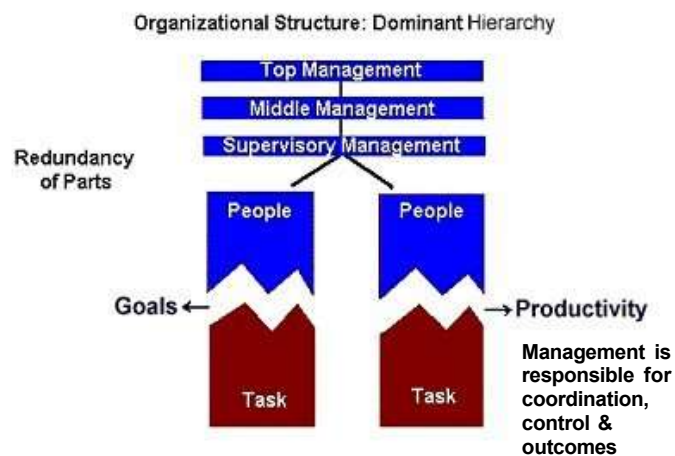 Organizational Structure: Dominant Hierarchy
Top Management
Middle Management
Supervisory Management
Redundancy
of Parts
People
People
Goals
Productivity
Task
Task
Management is
responsible for
coordination,
control &
outcomes